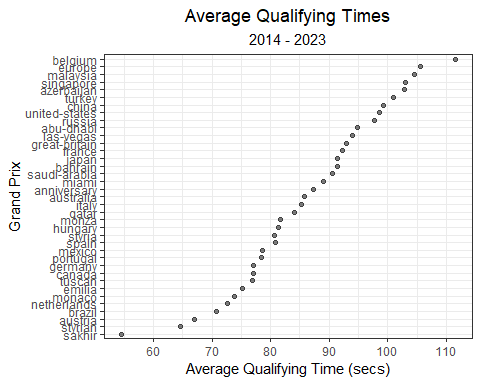 Average Qualifying Times
2014 - 2023
Grand Prix
belgium
europe
malaysia
singapore
azerbaijan
turkey
china
united-states
russia
abu-dhabi
las-vegas
great-britain
france
japan
bahrain
saudi-arabia
miami
anniversary
australia
italy
qatar
monza
hungary
styria
spain
mexico
portugal
germany
canada
tuscan
emilia
monaco
netherlands
brazil
austria
styrian
sakhir
60 70 80 90 100 110
Average Qualifying Time (secs)